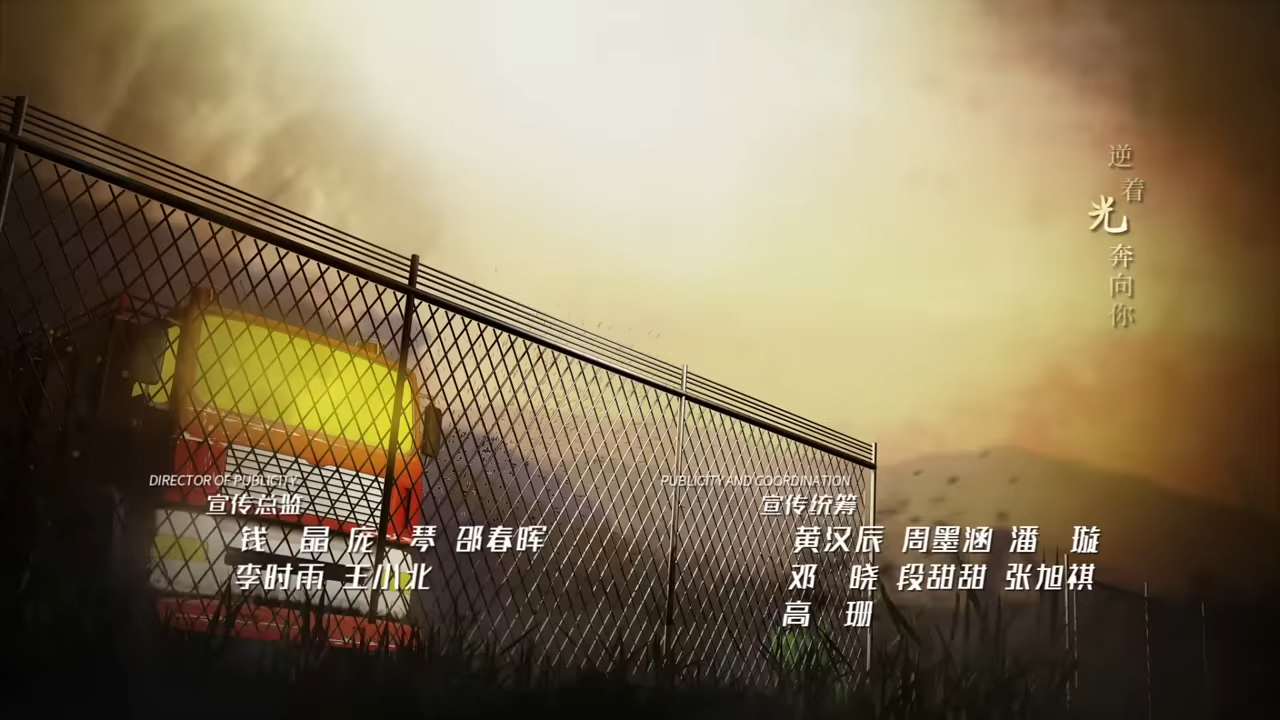 逆着光奔向你
DIRECTOR OF PUBLICITY
宣传总监
钱 晶 庞 琴 邵春晖
李时雨 王小北
PUBLICITY AND COORDINATION
宣传统筹
黄汉辰 周墨涵 潘 璇
邓 晓 段甜甜 张旭祺
高 珊